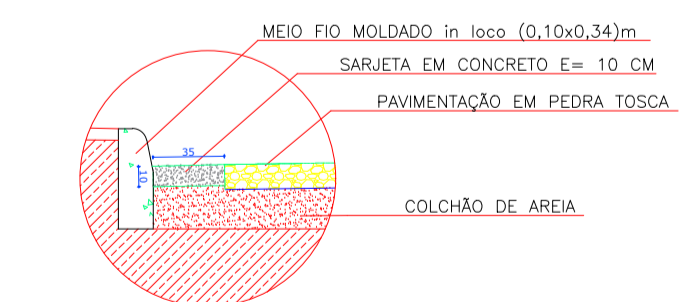 MEIO FIO MOLDADO in loco (0,10x0,34)m
SARJETA EM CONCRETO E= 10 CM
PAVIMENTAÇÃO EM PEDRA TOSCA
35
10
COLCHÃO DE AREIA